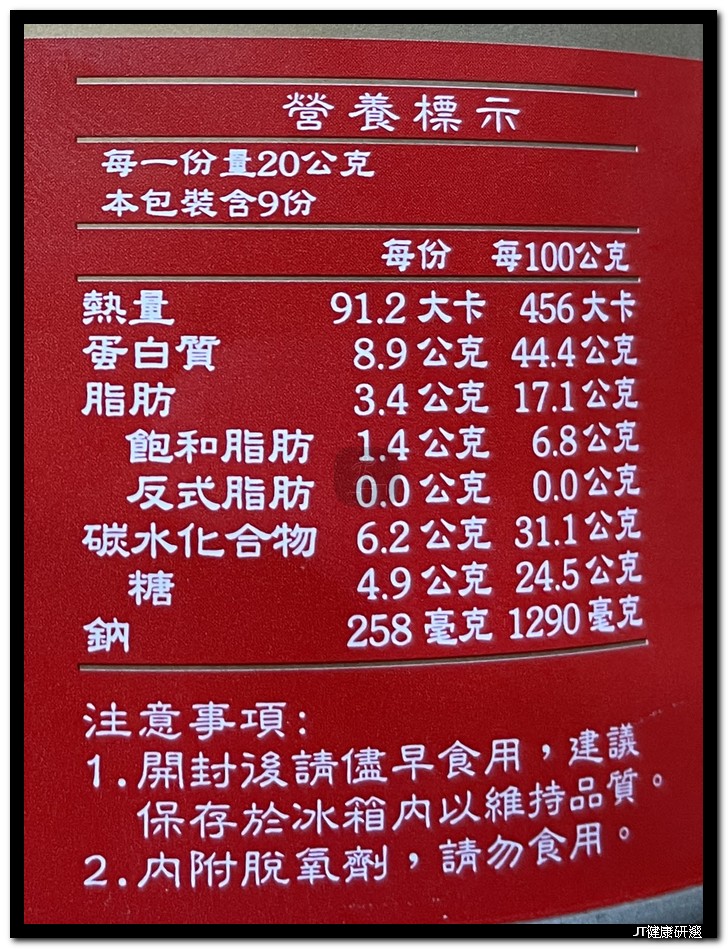 營養標示
每一份量20公克
本包裝含9份
每份 每100公克
熱量 91.2 大卡 456 大卡
蛋白質 8.9 公克 44.4 公克
脂肪 3.4 公克 17.1 公克
飽和脂肪 1.4 公克 6.8 公克
反式脂肪 0.0 公克 0.0 公克
碳水化合物 6.2 公克 31.1 公克
糖 4.9 公克 24.5 公克
鈉 258 毫克 1290 毫克
注意事項:
1.開封後請儘早食用，建議
保存於冰箱內以維持品質。
2.內附脫氧劑，請勿食用。
JT健康研選